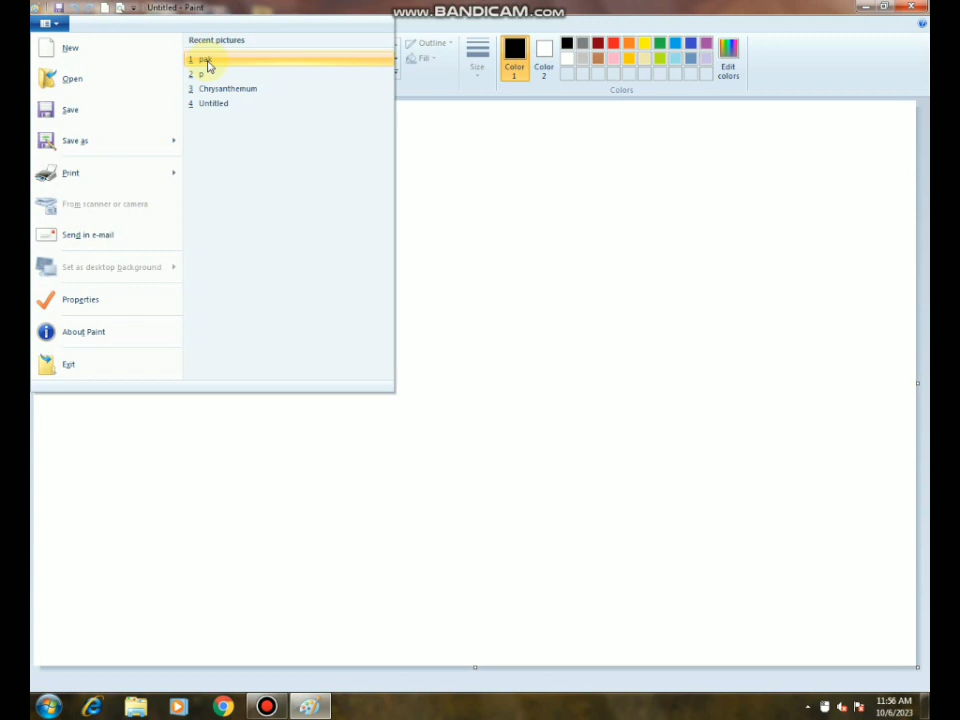 www.BANDICAM.com
Untitled - Paint
Recent pictures
New
1
2 p
3 Chrysanthemum
4 Untitled
Open
Save
Save as
Print
From scanner or camera
Send in e-mail
Set as desktop background
Properties
About Paint
Exit
Outline
Fill
Size
Color
1
Color
2
Edit
colors
Colors
11:56 AM
10/6/2023